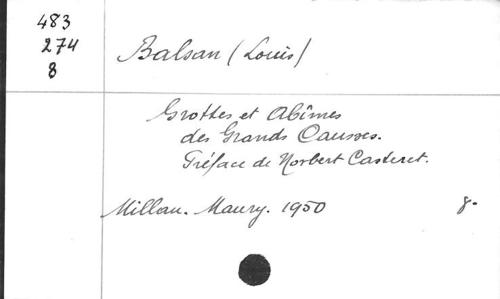 483
274
8
Balsan (Louis)
Grottes et Abîmes
des Grands Causses.
Préface de Norbert Casteret.
Millau. Maury. 1950 8.